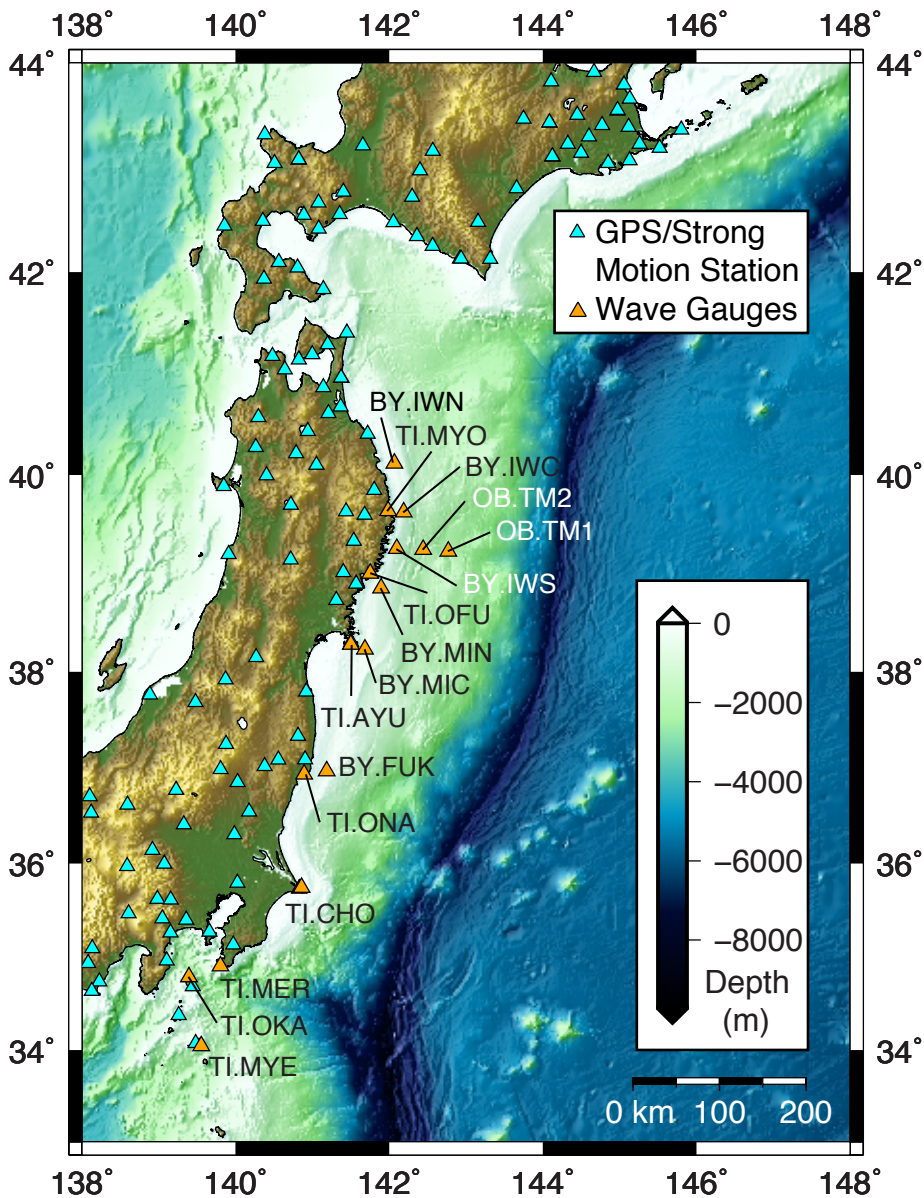 138° 140° 142° 144° 146° 148°
44° 44°
GPS/Strong
Motion Station
Wave Gauges
42° 42°
BY.IWN
TI.MYO
BY.IWC
40° 40°
OB.TM2
OB.TM1
BY.IWS
TI.OFU
0
BY.MIN
38° 38°
BY.MIC
−2000
TI.AYU
BY.FUK
−4000
TI.ONA
36° 36°
−6000
TI.CHO
−8000
TI.MER
Depth
TI.OKA
(m)
34° 34°
TI.MYE
0 km 100 200
138° 140° 142° 144° 146° 148°